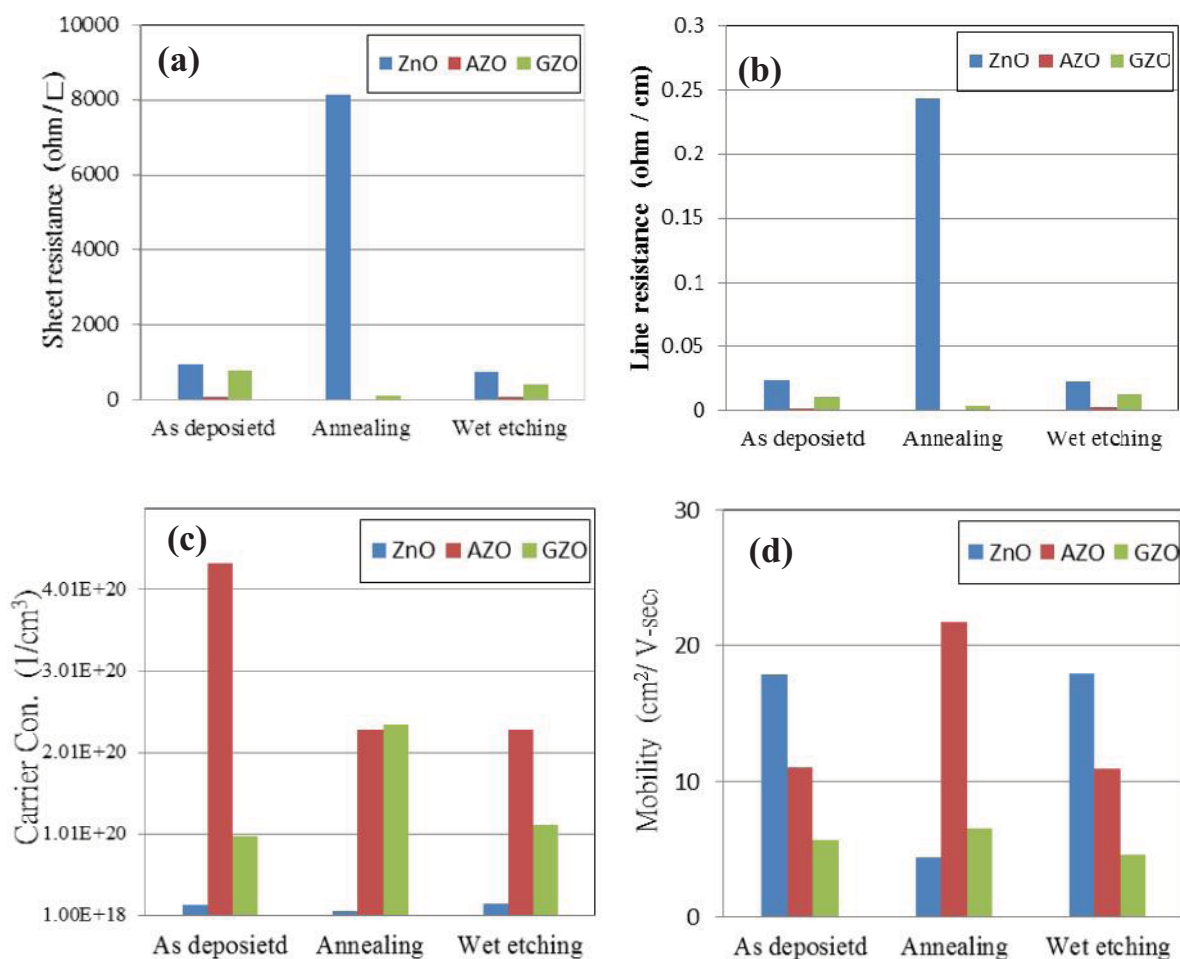 (a)
ZnO AZO GZO
Sheet resistance (ohm/□)
10000
8000
6000
4000
2000
0
As deposietd Annealing Wet etching
(b)
ZnO AZO GZO
Line resistance (ohm / cm)
0.3
0.25
0.2
0.15
0.1
0.05
0
As deposietd Annealing Wet etching
(c)
ZnO AZO GZO
Carrier Con. (1/cm³)
4.01E+20
3.01E+20
2.01E+20
1.01E+20
1.00E+18
As deposietd Annealing Wet etching
(d)
ZnO AZO GZO
Mobility (cm²/ V-sec)
30
20
10
0
As deposietd Annealing Wet etching